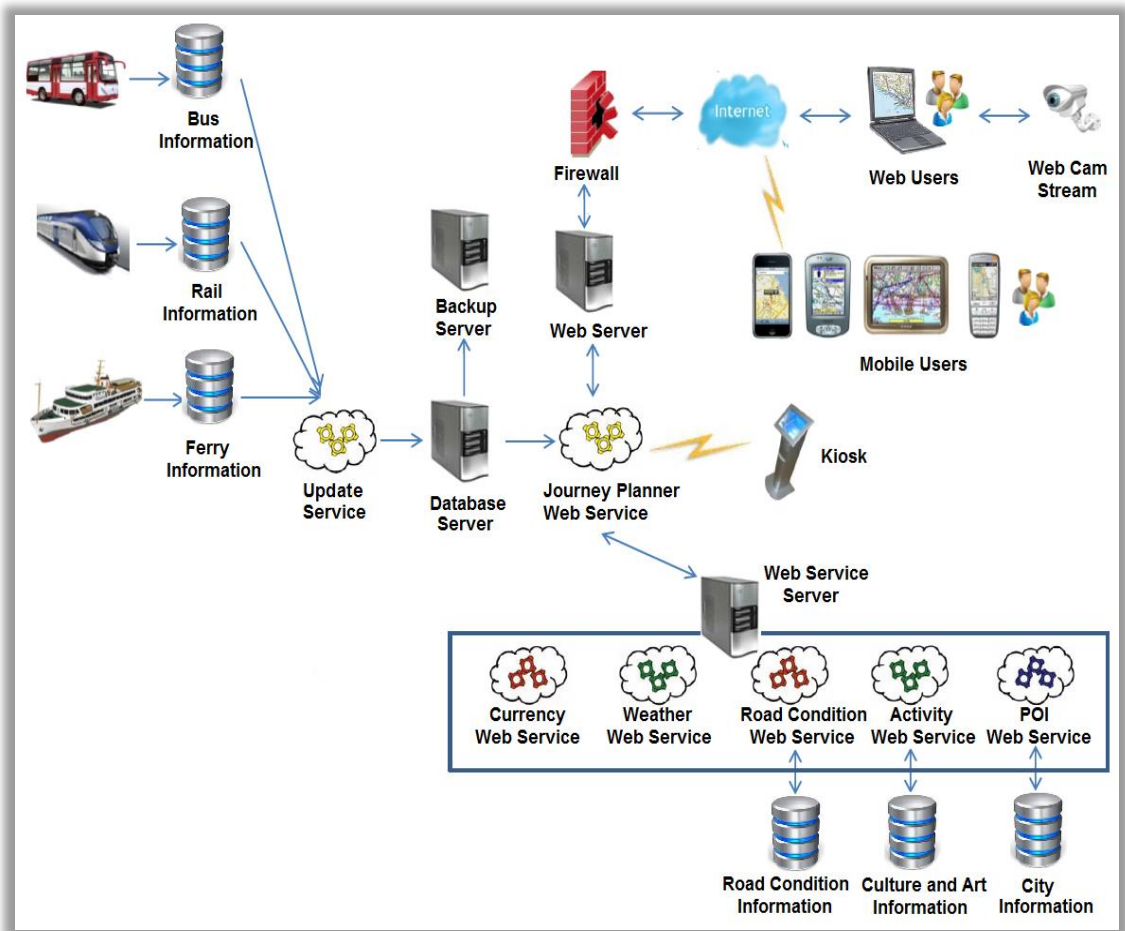 Bus
Information
Internet
Firewall
Web Users
Web Cam
Stream
Rail
Information
Backup
Server
Web Server
Mobile Users
Ferry
Information
Update
Service
Database
Server
Journey Planner
Web Service
Kiosk
Web Service
Server
Currency
Web Service
Weather
Web Service
Road Condition
Web Service
Activity
Web Service
POI
Web Service
Road Condition
Information
Culture and Art
Information
City
Information